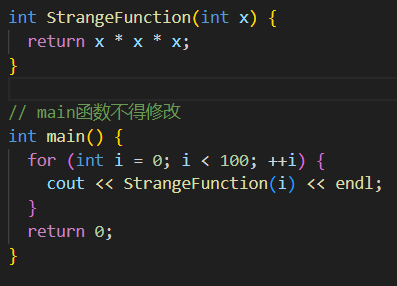 int StrangeFunction(int x) {
  return x * x * x;
}
// main函数不得修改
int main() {
  for (int i = 0; i < 100; ++i) {
    cout << StrangeFunction(i) << endl;
  }
  return 0;
}